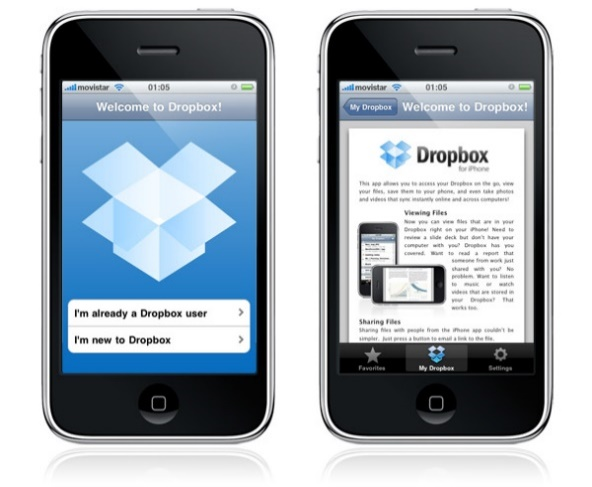 movistar 01:05
Welcome to Dropbox!
I'm already a Dropbox user
I'm new to Dropbox
movistar 01:05
My Dropbox Welcome to Dropbox!
Dropbox
for iPhone
This app allows you to access your Dropbox on the go, view
your files, save them to your phone, and even take photos
and videos that sync instantly online and across computers!
Viewing Files
Now you can view files that are in your
Dropbox right on your iPhone! Need to
review a slide deck but don't have your
computer with you? Dropbox has you
covered. Want to read a report that
someone from work just
shared with you? No
problem. Want to listen
to music or watch
videos that are stored in
your Dropbox? That
works too.
Sharing Files
Sharing files with people from the iPhone app couldn't be
simpler. Just press a button to email a link to the file.
Favorites My Dropbox Settings